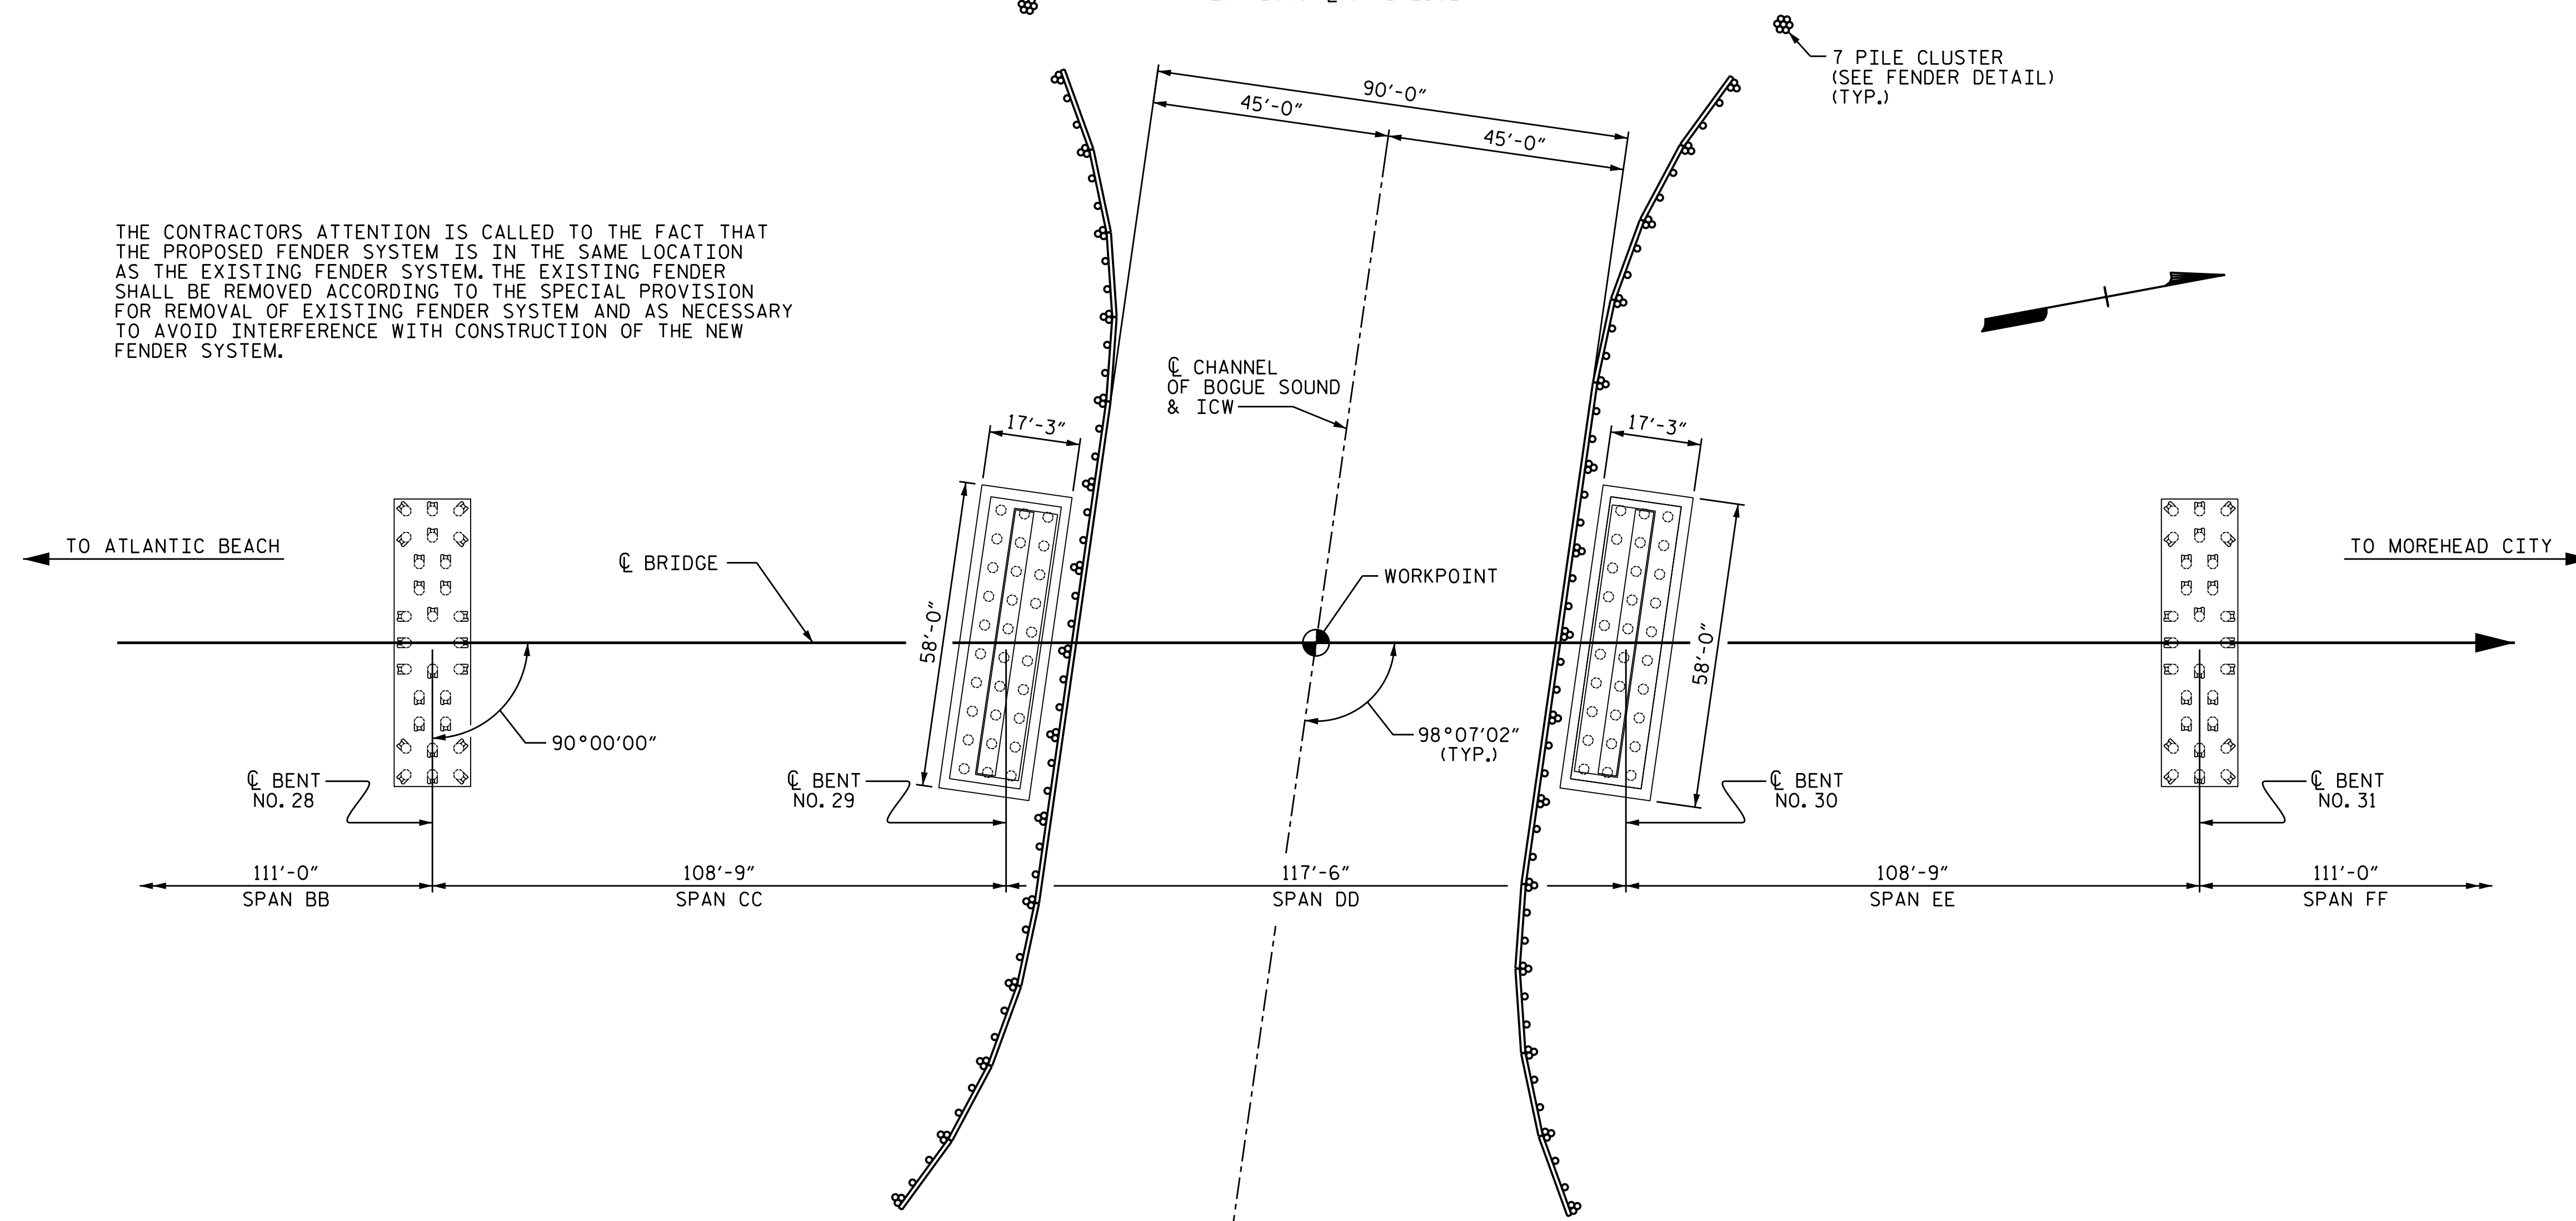 7 PILE CLUSTER
(SEE FENDER DETAIL)
(TYP.)
90'-0"
45'-0"
45'-0"
THE CONTRACTORS ATTENTION IS CALLED TO THE FACT THAT
THE PROPOSED FENDER SYSTEM IS IN THE SAME LOCATION
AS THE EXISTING FENDER SYSTEM. THE EXISTING FENDER
SHALL BE REMOVED ACCORDING TO THE SPECIAL PROVISION
FOR REMOVAL OF EXISTING FENDER SYSTEM AND AS NECESSARY
TO AVOID INTERFERENCE WITH CONSTRUCTION OF THE NEW
FENDER SYSTEM.
℄ CHANNEL
OF BOGUE SOUND
& ICW
17'-3"
17'-3"
TO ATLANTIC BEACH
℄ BRIDGE
WORKPOINT
TO MOREHEAD CITY
58'-0"
58'-0"
90°00'00"
98°07'02"
(TYP.)
℄ BENT
NO. 28
℄ BENT
NO. 29
℄ BENT
NO. 30
℄ BENT
NO. 31
111'-0"
SPAN BB
108'-9"
SPAN CC
117'-6"
SPAN DD
108'-9"
SPAN EE
111'-0"
SPAN FF